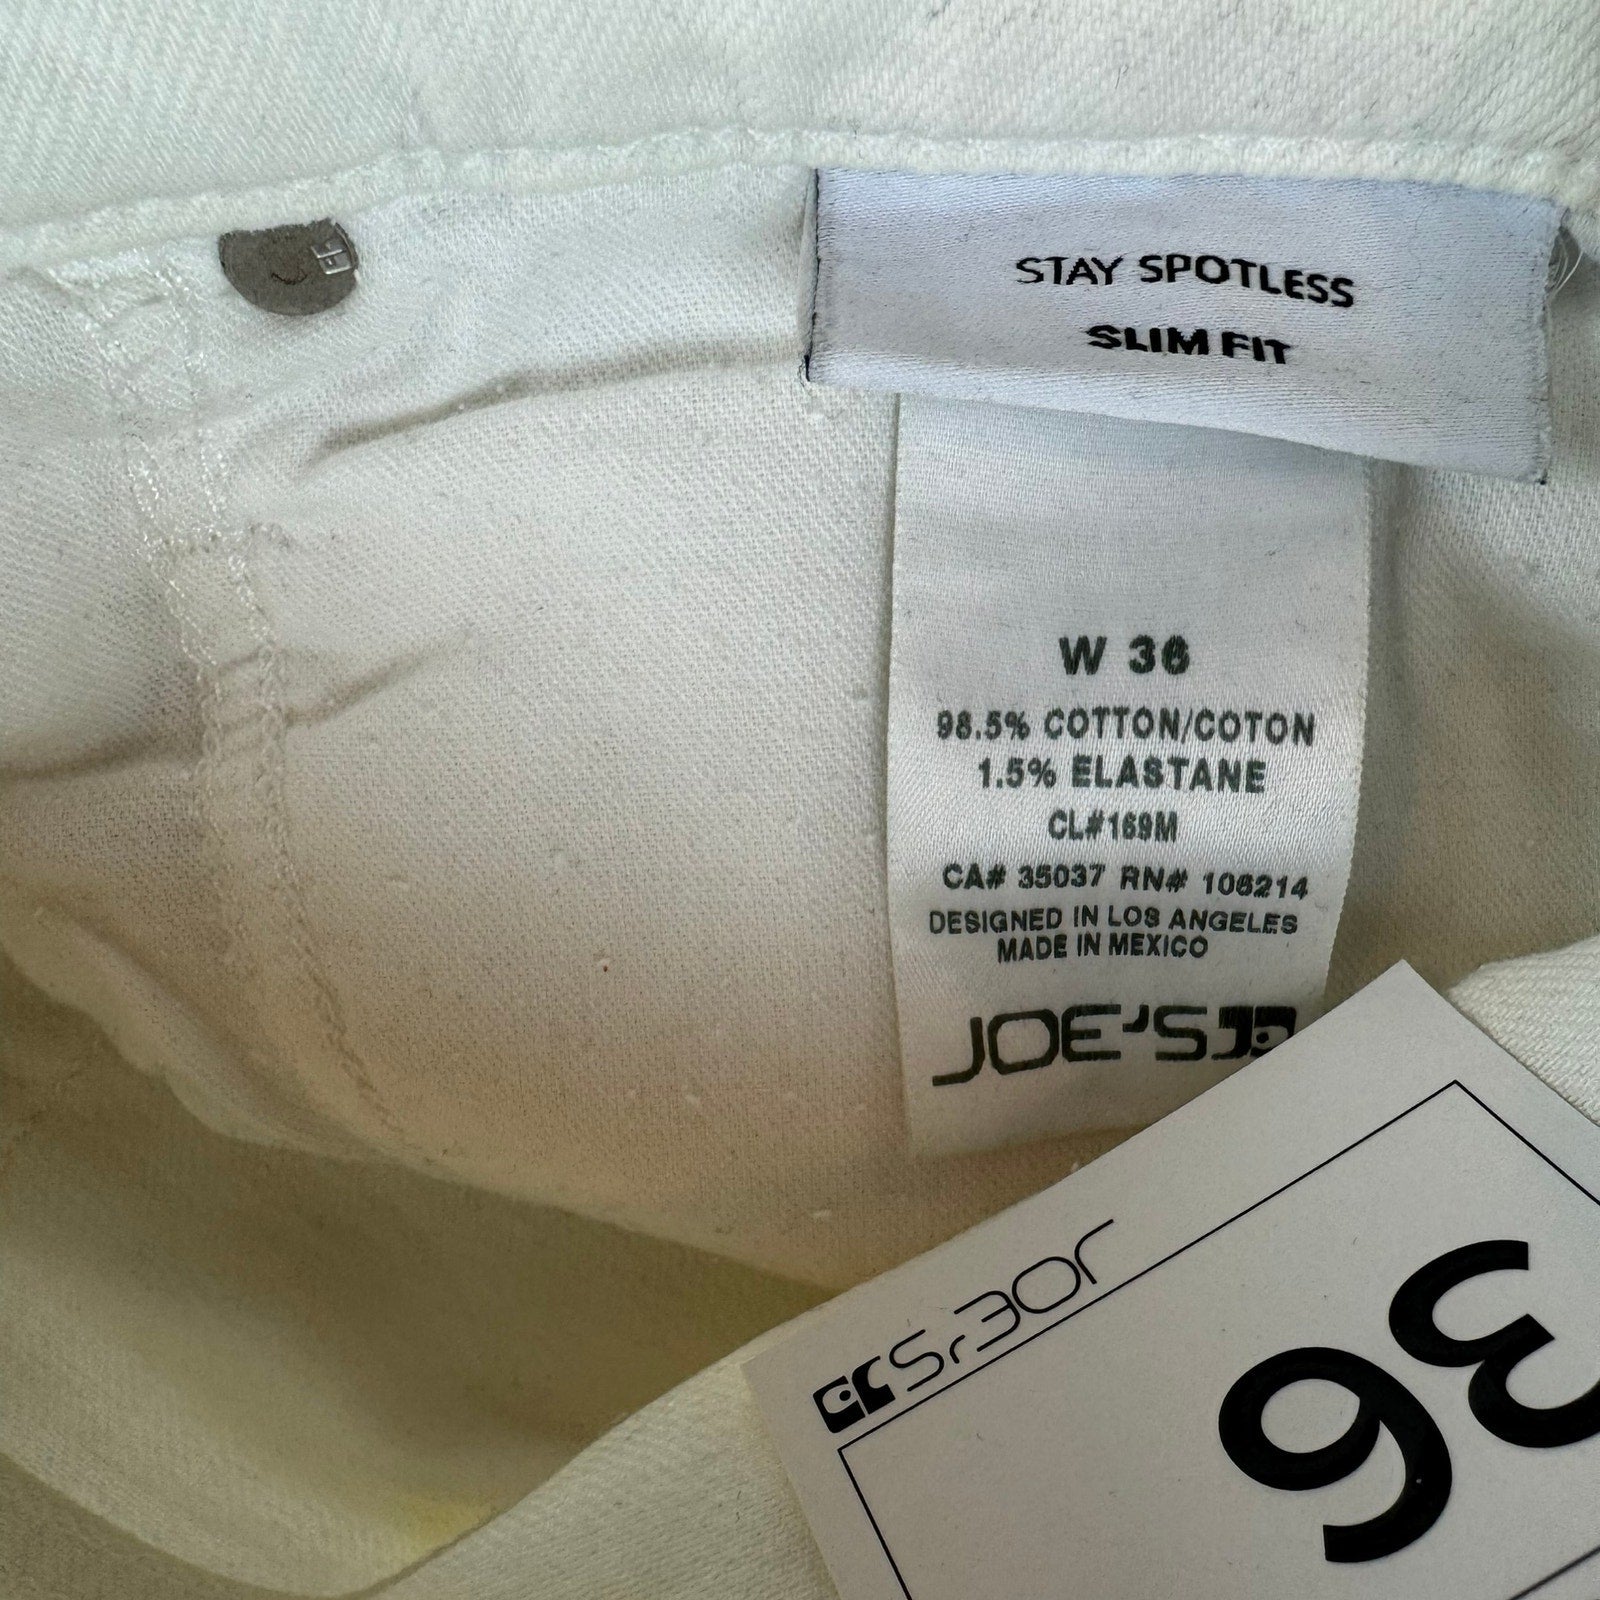 STAY SPOTLESS
SLIM FIT
W 36
98.5% COTTON/COTON
1.5% ELASTANE
CL#169M
CA# 35037 RN# 106214
DESIGNED IN LOS ANGELES
MADE IN MEXICO
JOE'S
JOE'S
36